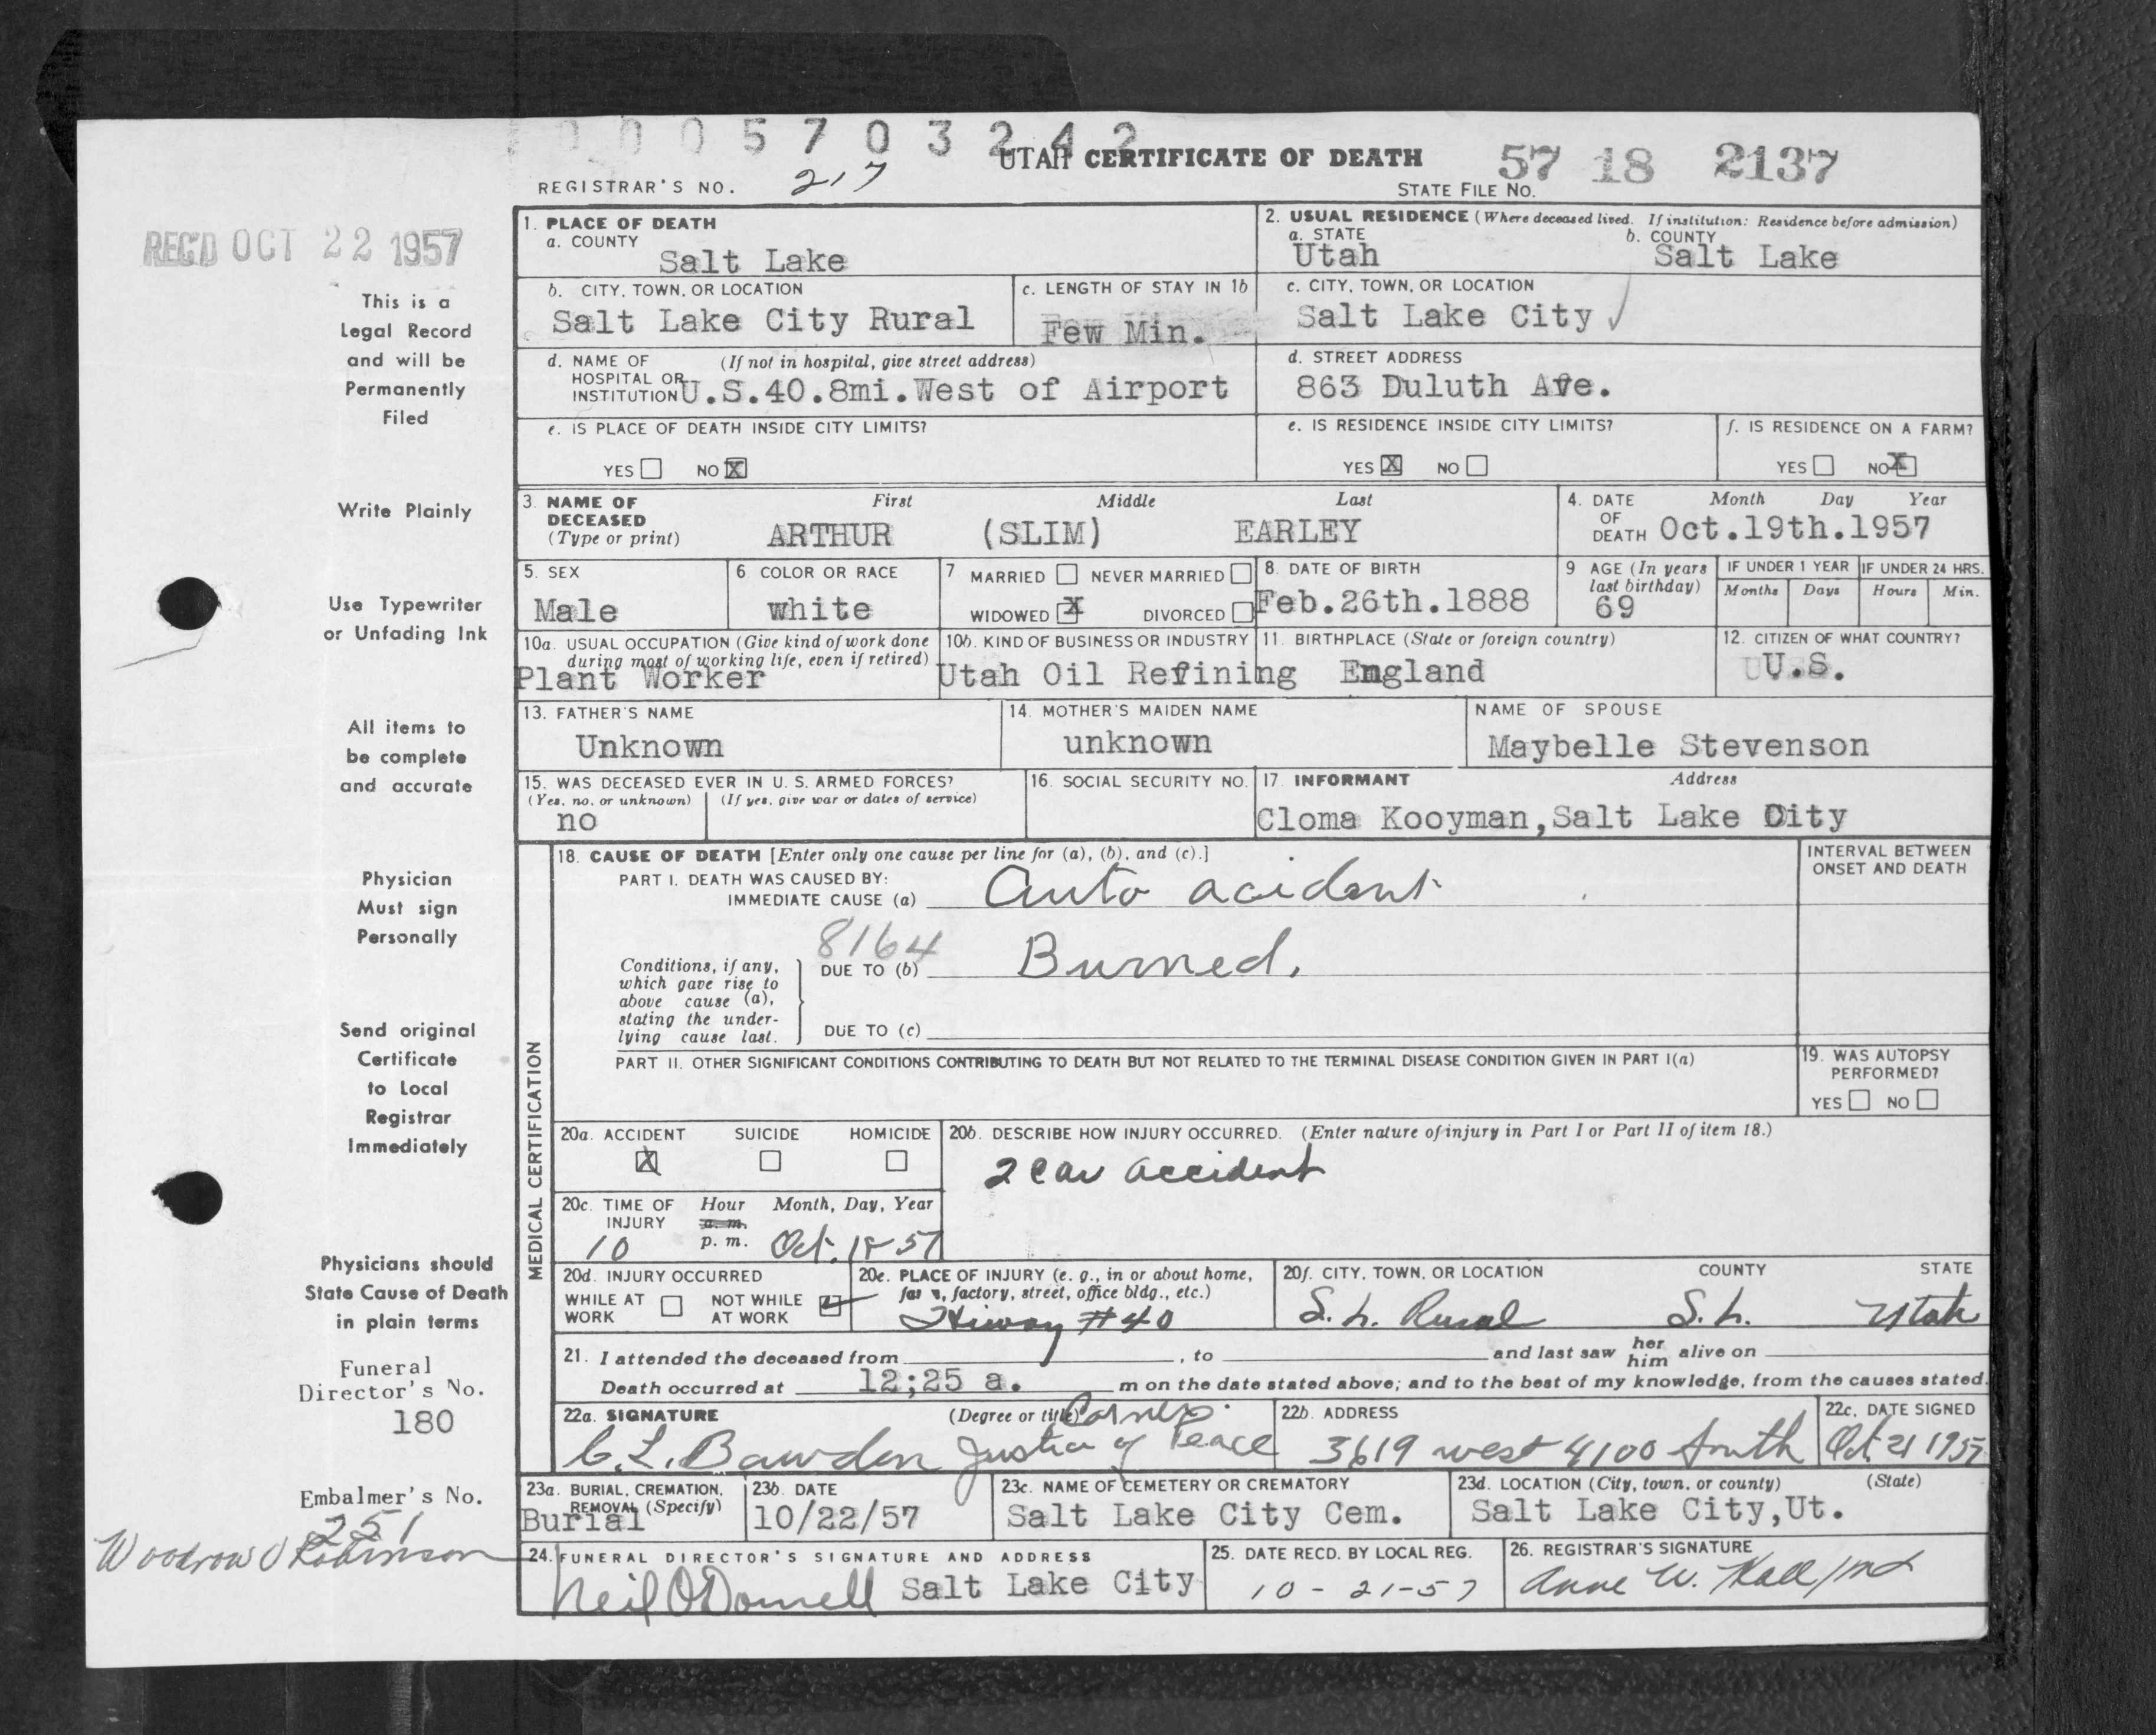 0005703242
UTAH CERTIFICATE OF DEATH
57 18 2137
REGISTRAR'S NO. 217
STATE FILE NO.
REC'D OCT 22 1957
This is a
Legal Record
and will be
Permanently
Filed
Write Plainly
Use Typewriter
or Unfading Ink
All items to
be complete
and accurate
Physician
Must sign
Personally
Send original
Certificate
to Local
Registrar
Immediately
Physicians should
State Cause of Death
in plain terms
Funeral
Director's No.
180
Embalmer's No.
251
Woodrow O Robinson
1. PLACE OF DEATH
a. COUNTY
Salt Lake
2. USUAL RESIDENCE (Where deceased lived. If institution: Residence before admission)
a. STATE
Utah
b. COUNTY
Salt Lake
b. CITY, TOWN, OR LOCATION
Salt Lake City Rural
c. LENGTH OF STAY IN 1b
Few Min.
c. CITY, TOWN, OR LOCATION
Salt Lake City ✓
d. NAME OF (If not in hospital, give street address)
HOSPITAL OR
INSTITUTION U.S.40.8mi.West of Airport
d. STREET ADDRESS
863 Duluth Ave.
e. IS PLACE OF DEATH INSIDE CITY LIMITS?
YES ☐ NO ☒
e. IS RESIDENCE INSIDE CITY LIMITS?
YES ☒ NO ☐
f. IS RESIDENCE ON A FARM?
YES ☐ NO ☒
3. NAME OF
DECEASED
(Type or print)
First Middle Last
ARTHUR (SLIM) EARLEY
4. DATE Month Day Year
OF
DEATH Oct.19th.1957
5. SEX
Male
6 COLOR OR RACE
white
7 MARRIED ☐ NEVER MARRIED ☐
WIDOWED ☒ DIVORCED ☐
8. DATE OF BIRTH
Feb.26th.1888
9 AGE (In years
last birthday)
69
IF UNDER 1 YEAR
Months Days
IF UNDER 24 HRS.
Hours Min.
10a. USUAL OCCUPATION (Give kind of work done
during most of working life, even if retired)
Plant Worker
10b. KIND OF BUSINESS OR INDUSTRY
Utah Oil Refining
11. BIRTHPLACE (State or foreign country)
England
12. CITIZEN OF WHAT COUNTRY?
U.S.
13. FATHER'S NAME
Unknown
14. MOTHER'S MAIDEN NAME
unknown
NAME OF SPOUSE
Maybelle Stevenson
15. WAS DECEASED EVER IN U. S. ARMED FORCES?
(Yes, no, or unknown) (If yes, give war or dates of service)
no
16. SOCIAL SECURITY NO.
17. INFORMANT Address
Cloma Kooyman,Salt Lake City
MEDICAL CERTIFICATION
18. CAUSE OF DEATH [Enter only one cause per line for (a), (b), and (c).]
INTERVAL BETWEEN
ONSET AND DEATH
PART I. DEATH WAS CAUSED BY:
IMMEDIATE CAUSE (a) Auto acident
8164
Conditions, if any,
which gave rise to
above cause (a),
stating the under-
lying cause last.
DUE TO (b) Burned.
DUE TO (c)
PART II. OTHER SIGNIFICANT CONDITIONS CONTRIBUTING TO DEATH BUT NOT RELATED TO THE TERMINAL DISEASE CONDITION GIVEN IN PART I(a)
19. WAS AUTOPSY
PERFORMED?
YES ☐ NO ☐
20a. ACCIDENT SUICIDE HOMICIDE
☒ ☐ ☐
20b. DESCRIBE HOW INJURY OCCURRED. (Enter nature of injury in Part I or Part II of item 18.)
2 car accident
20c. TIME OF Hour Month, Day, Year
INJURY a. m.
10 p. m. Oct. 18 57
20d. INJURY OCCURRED
WHILE AT ☐ NOT WHILE ☒
WORK AT WORK
20e. PLACE OF INJURY (e. g., in or about home,
farm, factory, street, office bldg., etc.)
Hiway #40
20f. CITY, TOWN, OR LOCATION COUNTY STATE
S. L. Rural S. L. Utah
21. I attended the deceased from , to and last saw her him alive on
Death occurred at 12;25 a. m on the date stated above; and to the best of my knowledge, from the causes stated.
22a. SIGNATURE (Degree or title)
C. L. Bawden Justice of Peace
22b. ADDRESS
3619 west 4100 South
22c. DATE SIGNED
Oct 21 1957
23a. BURIAL, CREMATION,
REMOVAL (Specify)
Burial
23b. DATE
10/22/57
23c. NAME OF CEMETERY OR CREMATORY
Salt Lake City Cem.
23d. LOCATION (City, town, or county) (State)
Salt Lake City,Ut.
24. FUNERAL DIRECTOR'S SIGNATURE AND ADDRESS
Neil O'Donnell Salt Lake City
25. DATE RECD. BY LOCAL REG.
10-21-57
26. REGISTRAR'S SIGNATURE
Anne W. Hall/md